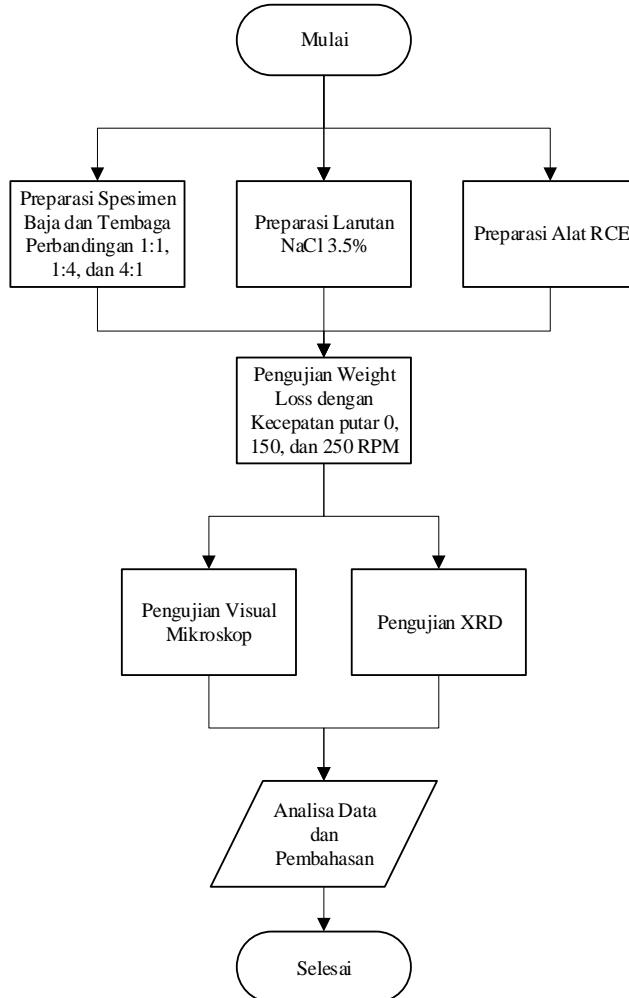 Mulai
Preparasi Spesimen
Baja dan Tembaga
Perbandingan 1:1,
1:4, dan 4:1
Preparasi Larutan
NaCl 3.5%
Preparasi Alat RCE
Pengujian Weight
Loss dengan
Kecepatan putar 0,
150, dan 250 RPM
Pengujian Visual
Mikroskop
Pengujian XRD
Analisa Data
dan
Pembahasan
Selesai